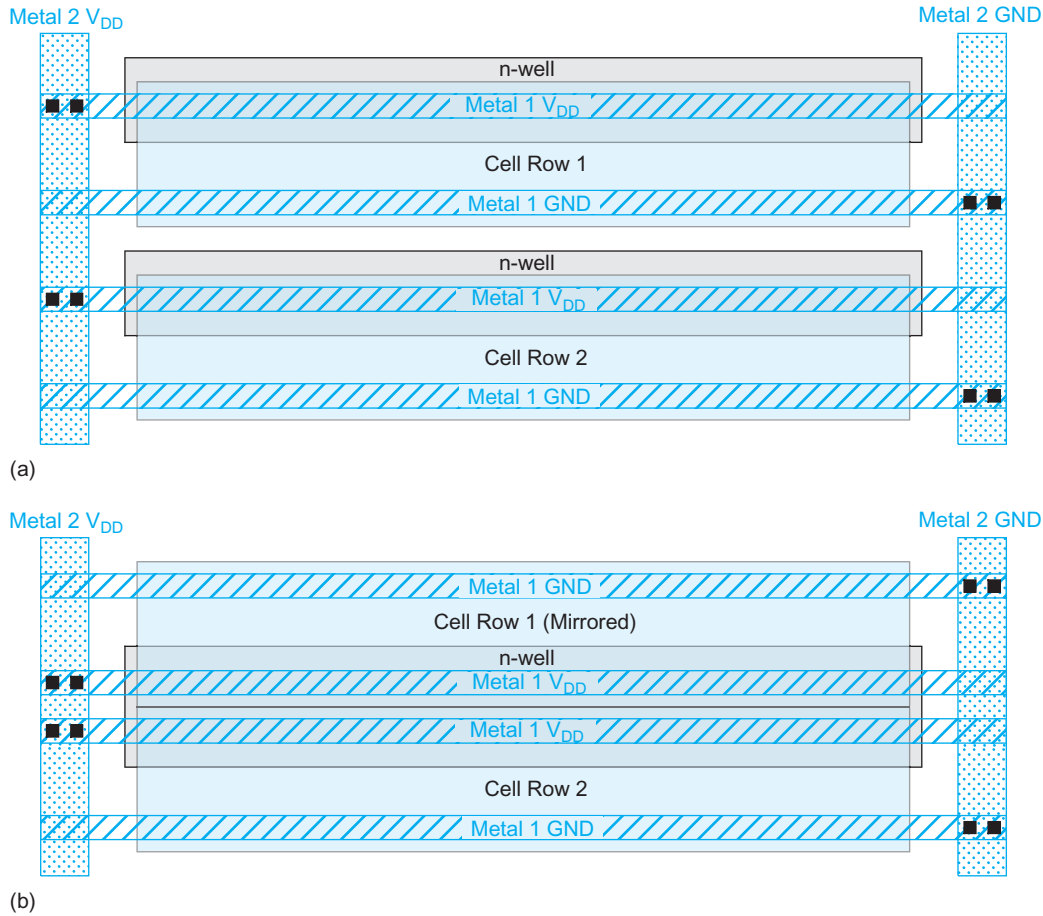 Metal 2 VDD
Metal 2 GND
n-well
Metal 1 VDD
Cell Row 1
Metal 1 GND
n-well
Metal 1 VDD
Cell Row 2
Metal 1 GND
(a)
Metal 2 VDD
Metal 2 GND
Metal 1 GND
Cell Row 1 (Mirrored)
n-well
Metal 1 VDD
Metal 1 VDD
Cell Row 2
Metal 1 GND
(b)